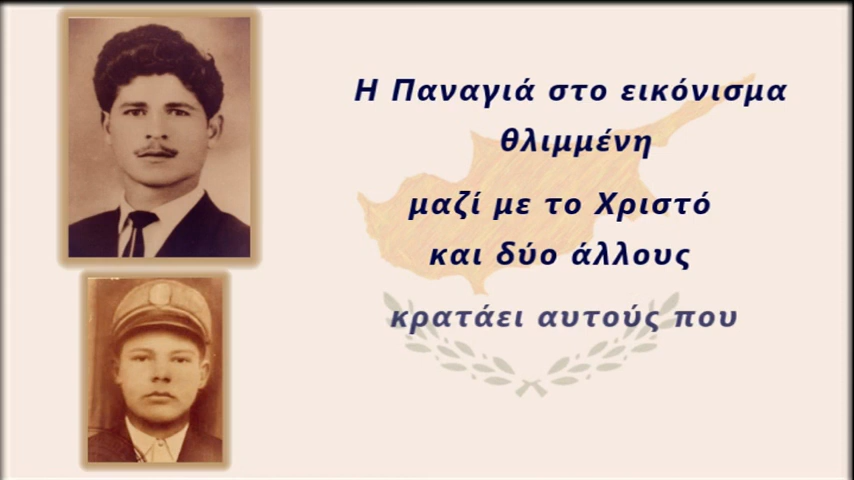 Η Παναγιά στο εικόνισμα
θλιμμένη
μαζί με το Χριστό
και δύο άλλους
κρατάει αυτούς που